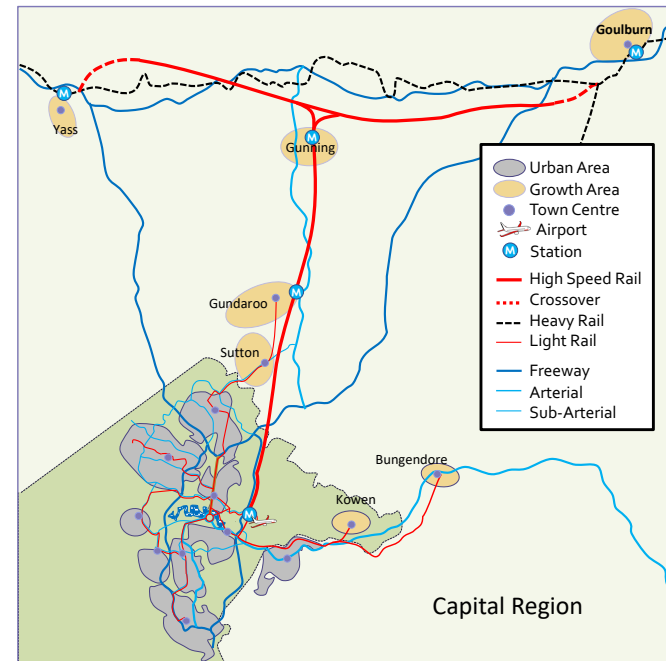 Goulburn
M
M
Yass
M
Gunning
Urban Area
Growth Area
Town Centre
Airport
M
Station
High Speed Rail
Crossover
Heavy Rail
Light Rail
Freeway
Arterial
Sub-Arterial
M
Gundaroo
Sutton
Bungendore
Kowen
M
Capital Region